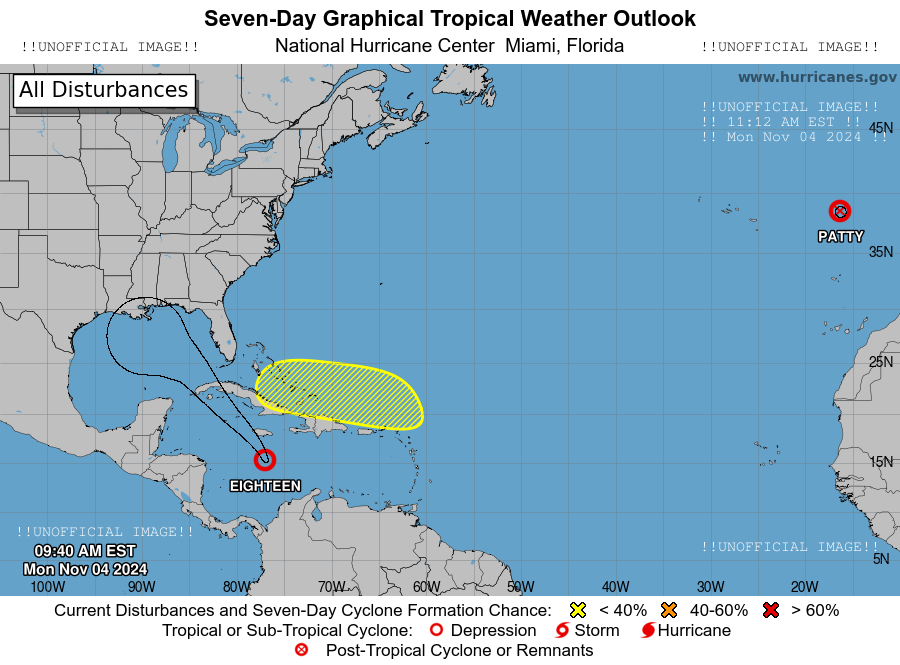 Seven-Day Graphical Tropical Weather Outlook
!!UNOFFICIAL IMAGE!!
National Hurricane Center  Miami, Florida
!!UNOFFICIAL IMAGE!!
All Disturbances
www.hurricanes.gov
!!UNOFFICIAL IMAGE!!
!! 11:12 AM EST !!
!! Mon Nov 04 2024 !!
45N
PATTY
35N
25N
15N
EIGHTEEN
!!UNOFFICIAL IMAGE!!
09:40 AM EST
Mon Nov 04 2024
!!UNOFFICIAL IMAGE!!
5N
100W 90W 80W 70W 60W 50W 40W 30W 20W
Current Disturbances and Seven-Day Cyclone Formation Chance: < 40% 40-60% > 60%
Tropical or Sub-Tropical Cyclone: Depression Storm Hurricane
Post-Tropical Cyclone or Remnants